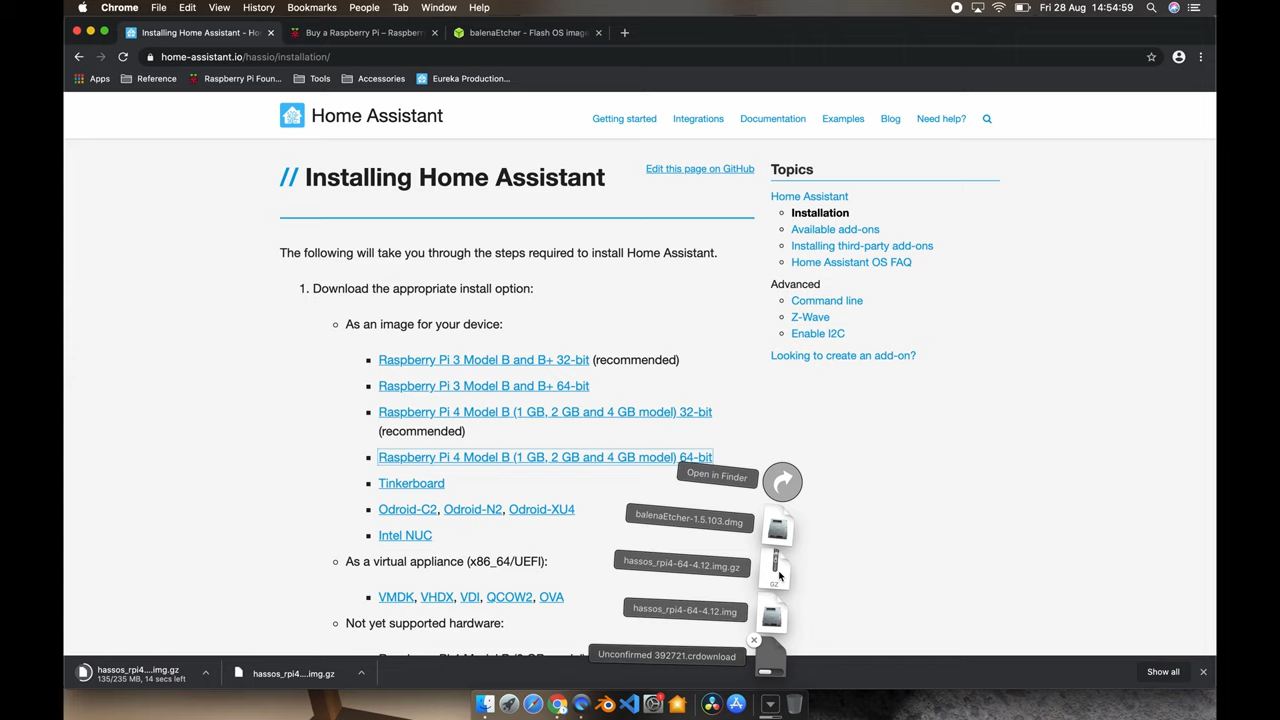 Chrome File Edit View History Bookmarks People Tab Window Help Fri 28 Aug 14:54:59
Installing Home Assistant - Ho Buy a Raspberry Pi – Raspberr balenaEtcher - Flash OS image
home-assistant.io/hassio/installation/
Apps Reference Raspberry Pi Foun... Tools Accessories Eureka Production...
Home Assistant
Getting started Integrations Documentation Examples Blog Need help?
// Installing Home Assistant
Edit this page on GitHub
The following will take you through the steps required to install Home Assistant.
1. Download the appropriate install option:
As an image for your device:
Raspberry Pi 3 Model B and B+ 32-bit (recommended)
Raspberry Pi 3 Model B and B+ 64-bit
Raspberry Pi 4 Model B (1 GB, 2 GB and 4 GB model) 32-bit
(recommended)
Raspberry Pi 4 Model B (1 GB, 2 GB and 4 GB model) 64-bit
Tinkerboard
Odroid-C2, Odroid-N2, Odroid-XU4
Intel NUC
As a virtual appliance (x86_64/UEFI):
VMDK, VHDX, VDI, QCOW2, OVA
Not yet supported hardware:
Topics
Home Assistant
Installation
Available add-ons
Installing third-party add-ons
Home Assistant OS FAQ
Advanced
Command line
Z-Wave
Enable I2C
Looking to create an add-on?
Open in Finder
balenaEtcher-1.5.103.dmg
hassos_rpi4-64-4.12.img.gz
GZ
hassos_rpi4-64-4.12.img
Unconfirmed 392721.crdownload
hassos_rpi4....img.gz
135/235 MB, 14 secs left
hassos_rpi4....img.gz
Show all